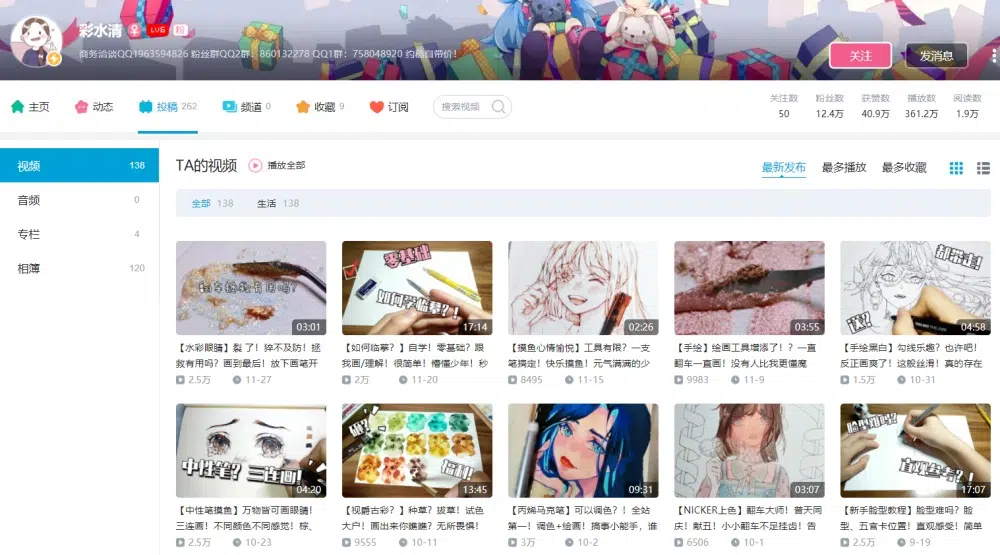 彩水清 LV6
商务洽谈QQ1963594826 粉丝群QQ2群：860132278 QQ1群：758048920 约稿自带价！
关注
发消息
主页
动态
投稿 262
频道 0
收藏 9
订阅
搜索视频
关注数 粉丝数 获赞数 播放数 阅读数
50 12.4万 40.9万 361.2万 1.9万
视频 138
音频 0
专栏 4
相簿 120
TA的视频 播放全部
最新发布 最多播放 最多收藏
全部 138 生活 138
翻车拯救有用吗？
03:01
零基础
如何学临摹？！
17:14
02:26
03:55
都带走！
送？
04:58
【水彩眼睛】裂了！猝不及防！拯
救有用吗？画到最后！放下画笔开
2.5万 11-27
【如何临摹？】自学！零基础？跟
我画/理解！很简单！懵懂少年！秒
2万 11-20
【摸鱼心情愉悦】工具有限？一支
笔搞定！快乐摸鱼！元气满满的少
8495 11-15
【手绘】绘画工具增添了！？一直
翻车一直画！没有人比我更懂魔
9983 11-9
【手绘黑白】勾线乐趣？也许吧！
反正画爽了！这般丝滑！真的存在
1.5万 10-31
中性笔？三连画！
04:20
13:45
09:31
03:07
脸型难吗？
直观参考？！
17:07
【中性笔摸鱼】万物皆可画眼睛！
三连画！不同颜色不同感觉！棕、
2.5万 10-23
【视爵古彩？】种草？拔草！试色
大户！画出来你瞧瞧！无所畏惧！
9555 10-11
【丙烯马克笔】可以调色？！全站
第一！调色+绘画！搞事小能手，谁
3万 10-2
【NICKER上色】翻车大师！普天同
庆！献丑！小小翻车不足挂齿！告
6506 10-1
【新手脸型教程】脸型难吗？脸
型、五官卡位置！直观感受！简单
2.5万 9-19